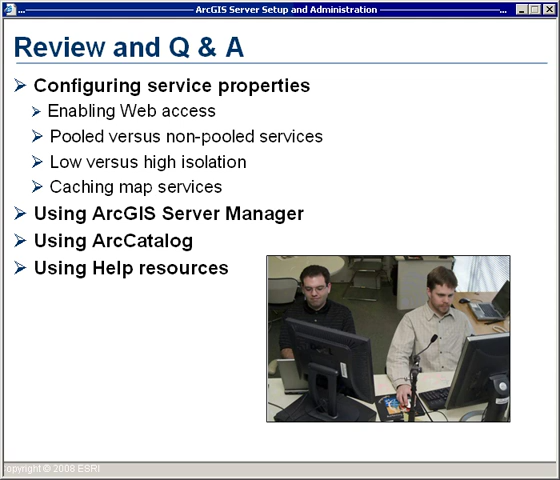 ArcGIS Server Setup and Administration
Review and Q & A
Configuring service properties
Enabling Web access
Pooled versus non-pooled services
Low versus high isolation
Caching map services
Using ArcGIS Server Manager
Using ArcCatalog
Using Help resources
opyright © 2008 ESRI